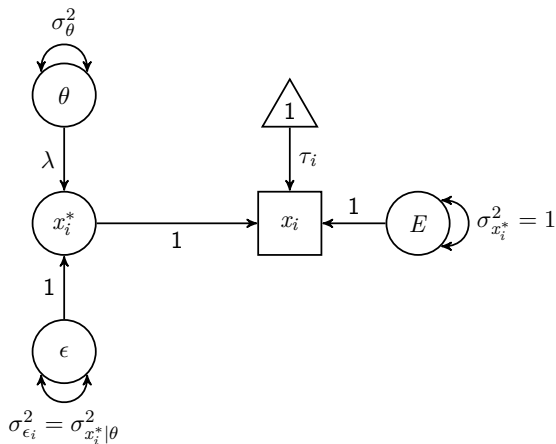 σ²_θ
θ
1
λ
τ_i
x*_i
1
x_i
1
E
σ²_{x*_i} = 1
1
ϵ
σ²_{ϵ_i} = σ²_{x*_i|θ}